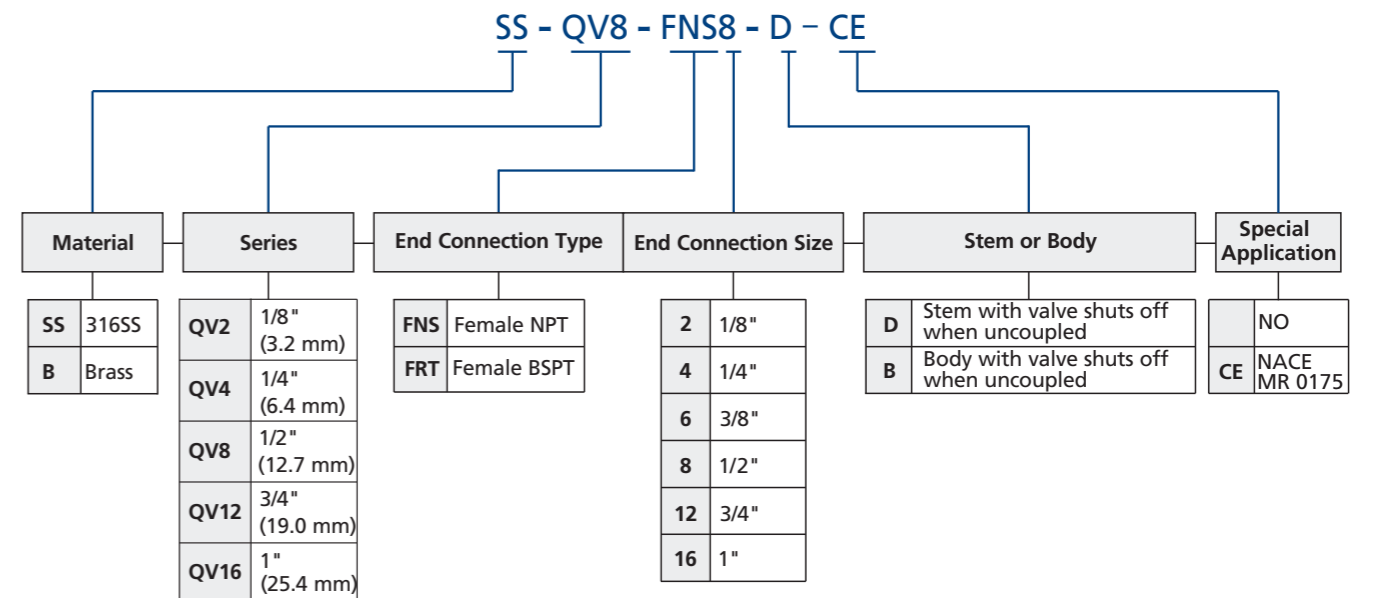 SS - QV8 - FNS8 - D – CE
Material
Series
End Connection Type
End Connection Size
Stem or Body
Special
Application
SS 316SS
B Brass
QV2 1/8"
(3.2 mm)
QV4 1/4"
(6.4 mm)
QV8 1/2"
(12.7 mm)
QV12 3/4"
(19.0 mm)
QV16 1"
(25.4 mm)
FNS Female NPT
FRT Female BSPT
2 1/8"
4 1/4"
6 3/8"
8 1/2"
12 3/4"
16 1"
D Stem with valve shuts off
when uncoupled
B Body with valve shuts off
when uncoupled
NO
CE NACE
MR 0175